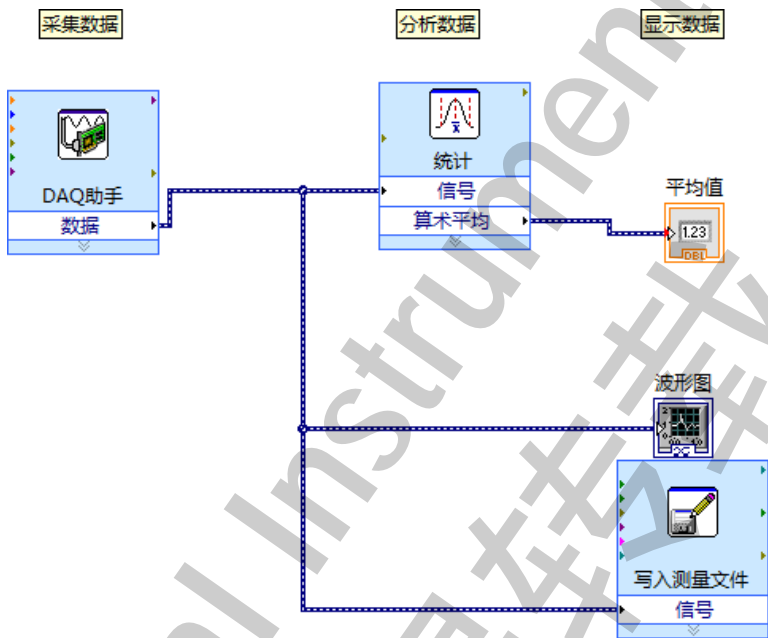 采集数据
分析数据
显示数据
DAQ助手
数据
统计
信号
算术平均
平均值
1.23
DBL
波形图
写入测量文件
信号